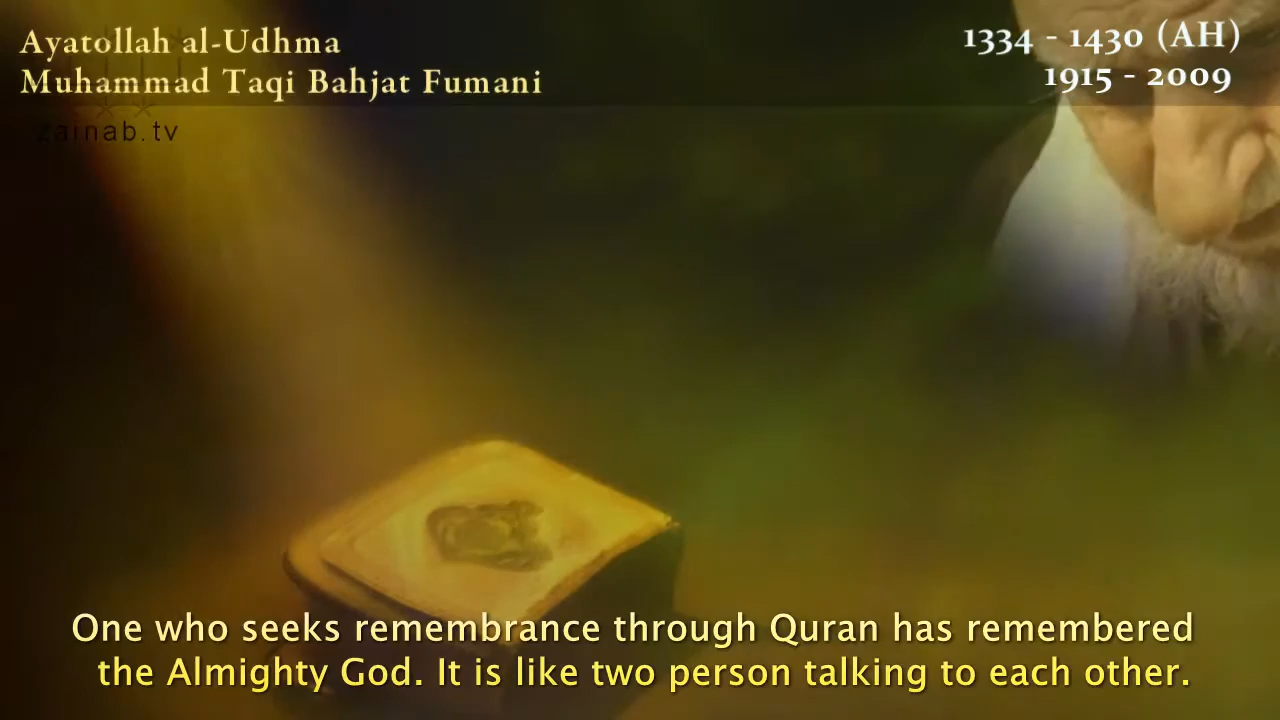 Ayatollah al-Udhma
Muhammad Taqi Bahjat Fumani
1334 - 1430 (AH)
1915 - 2009
zainab.tv
One who seeks remembrance through Quran has remembered
the Almighty God. It is like two person talking to each other.